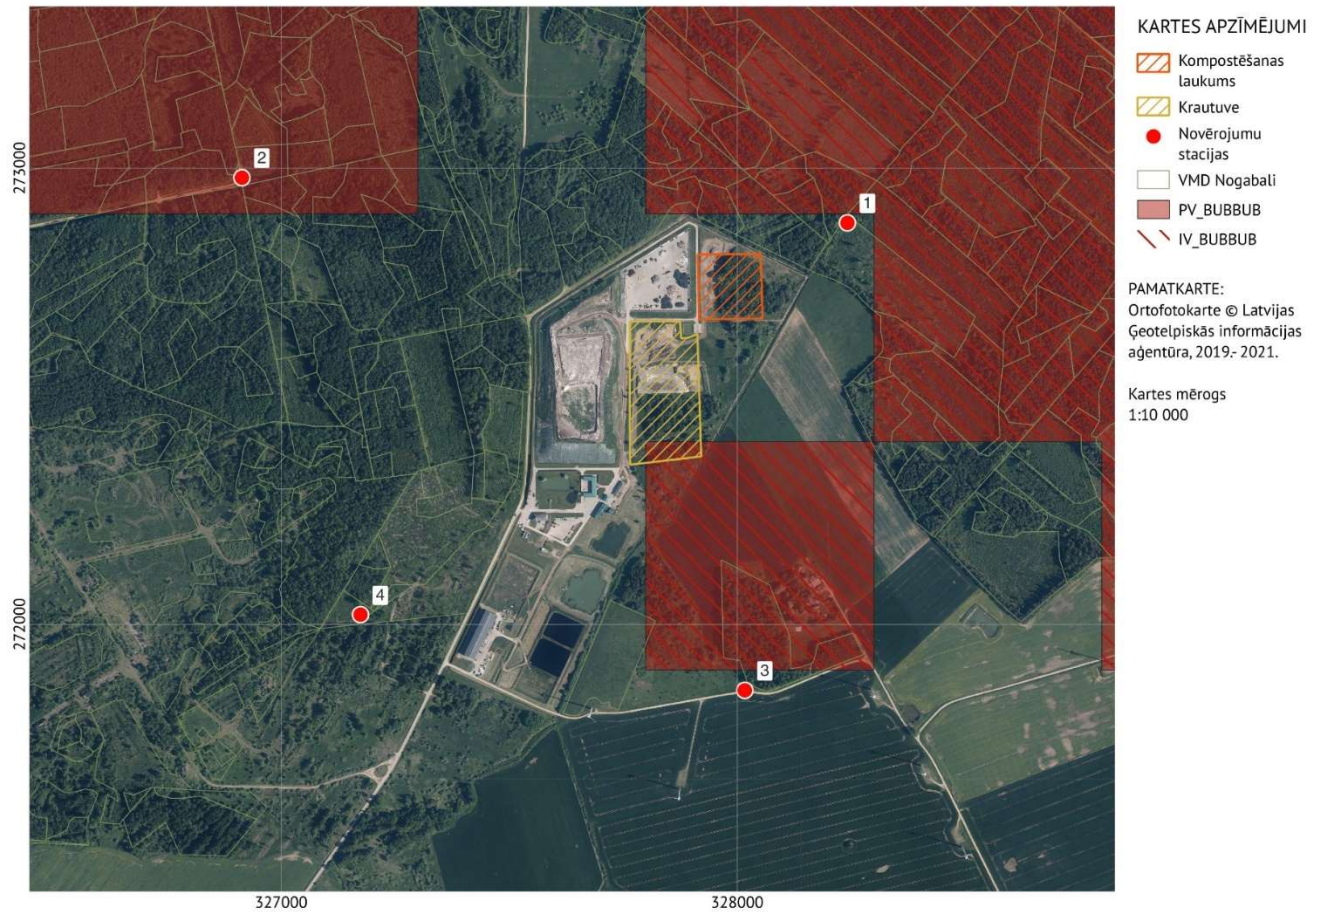 KARTES APZĪMĒJUMI
Kompostēšanas
laukums
Krautuve
Novērojumu
stacijas
VMD Nogabali
PV_BUBBUB
IV_BUBBUB
PAMATKARTE:
Ortofotokarte © Latvijas
Ģeotelpiskās informācijas
aģentūra, 2019.- 2021.
Kartes mērogs
1:10 000
273000
272000
2
1
4
3
327000
328000